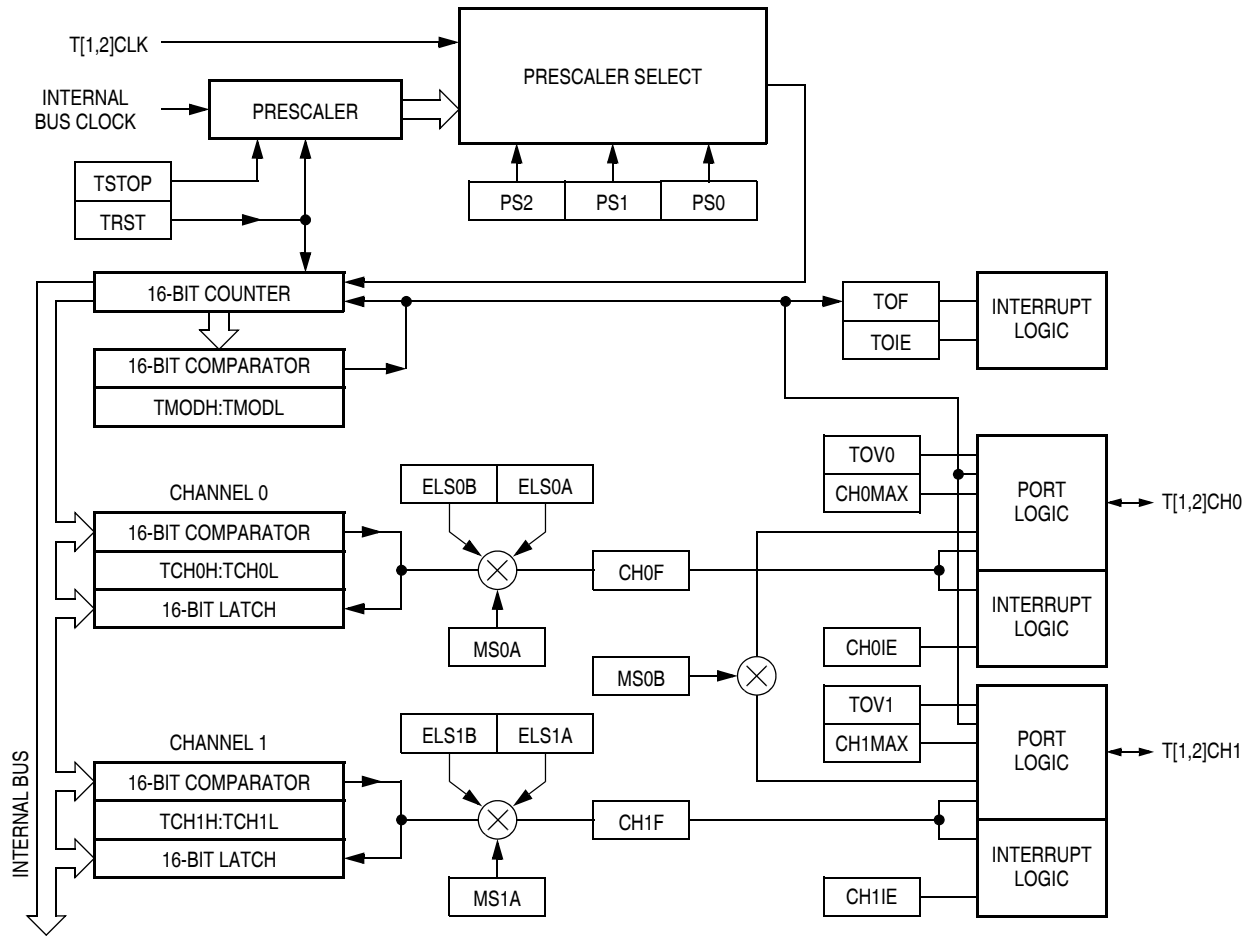 T[1,2]CLK
PRESCALER SELECT
INTERNAL
BUS CLOCK
PRESCALER
TSTOP
TRST
PS2
PS1
PS0
16-BIT COUNTER
TOF
TOIE
INTERRUPT
LOGIC
16-BIT COMPARATOR
TMODH:TMODL
CHANNEL 0
16-BIT COMPARATOR
TCH0H:TCH0L
16-BIT LATCH
ELS0B
ELS0A
MS0A
CH0F
TOV0
CH0MAX
PORT
LOGIC
T[1,2]CH0
INTERRUPT
LOGIC
CH0IE
MS0B
CHANNEL 1
16-BIT COMPARATOR
TCH1H:TCH1L
16-BIT LATCH
ELS1B
ELS1A
MS1A
CH1F
TOV1
CH1MAX
PORT
LOGIC
T[1,2]CH1
INTERRUPT
LOGIC
CH1IE
INTERNAL BUS